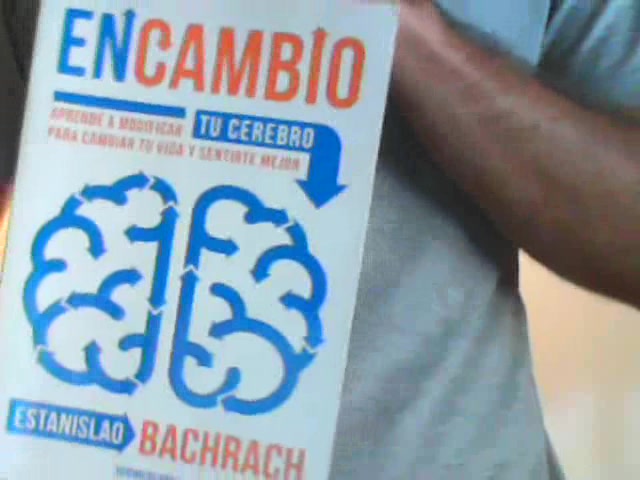 ENCAMBIO
APRENDE A MODIFICAR TU CEREBRO
PARA CAMBIAR TU VIDA Y SENTIRTE MEJOR
ESTANISLAO BACHRACH